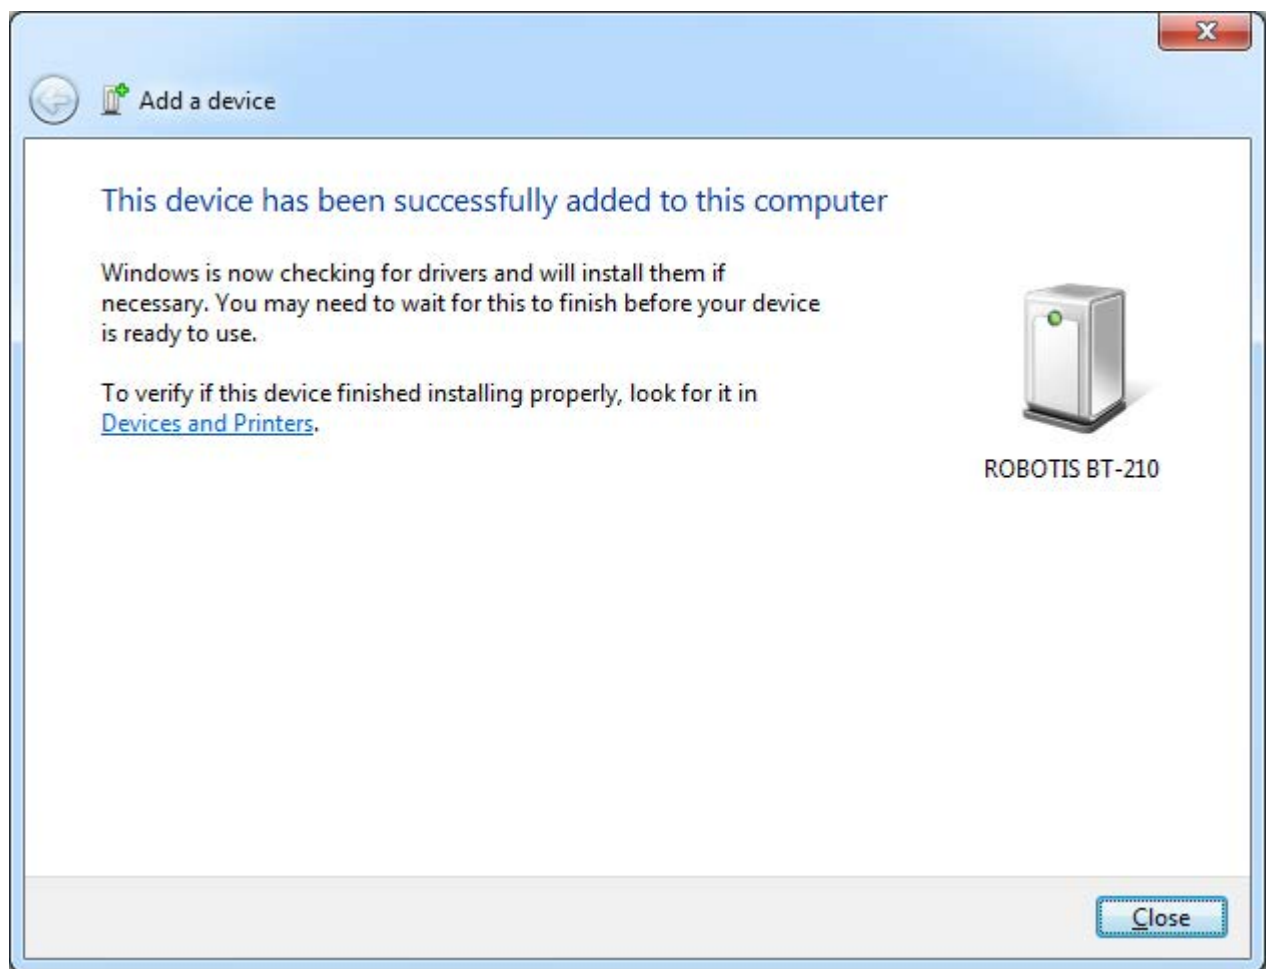 Add a device
This device has been successfully added to this computer
Windows is now checking for drivers and will install them if
necessary. You may need to wait for this to finish before your device
is ready to use.
To verify if this device finished installing properly, look for it in
Devices and Printers.
ROBOTIS BT-210
Close